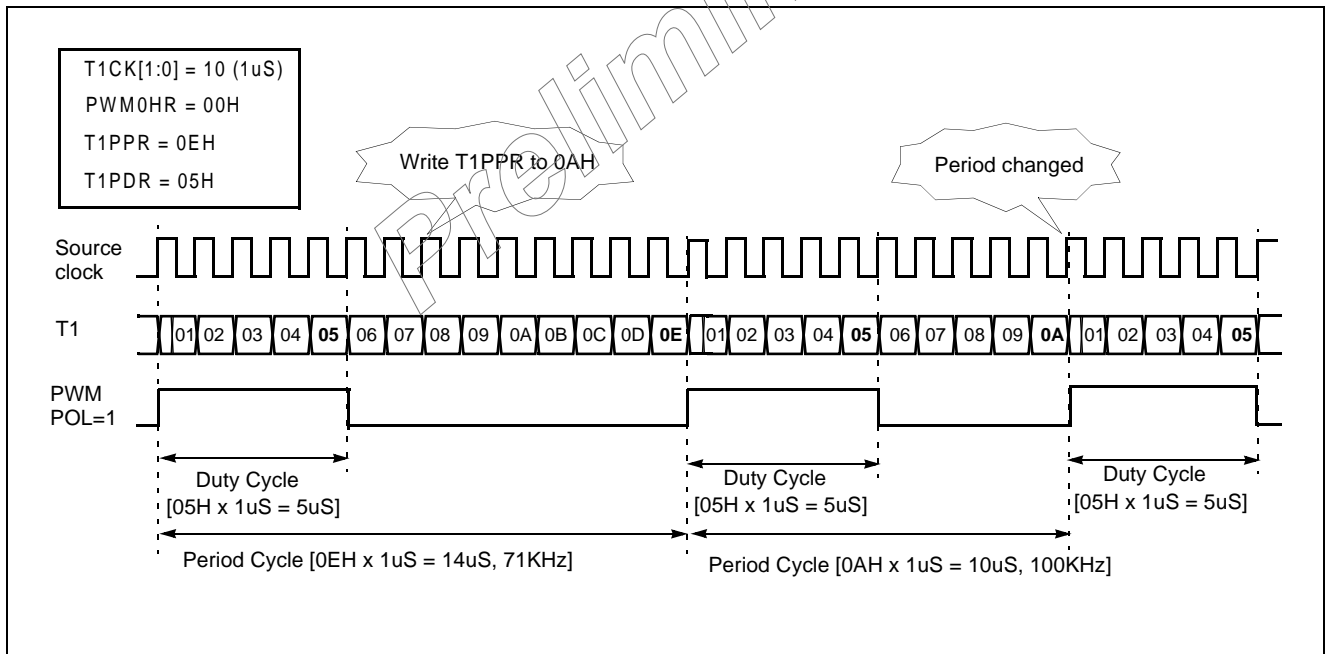 Preliminary
T1CK[1:0] = 10 (1uS)
PWM0HR = 00H
T1PPR = 0EH
T1PDR = 05H
Write T1PPR to 0AH
Period changed
Source
clock
T1
01 02 03 04 05 06 07 08 09 0A 0B 0C 0D 0E 01 02 03 04 05 06 07 08 09 0A 01 02 03 04 05
PWM
POL=1
Duty Cycle
[05H x 1uS = 5uS]
Duty Cycle
[05H x 1uS = 5uS]
Duty Cycle
[05H x 1uS = 5uS]
Period Cycle [0EH x 1uS = 14uS, 71KHz]
Period Cycle [0AH x 1uS = 10uS, 100KHz]